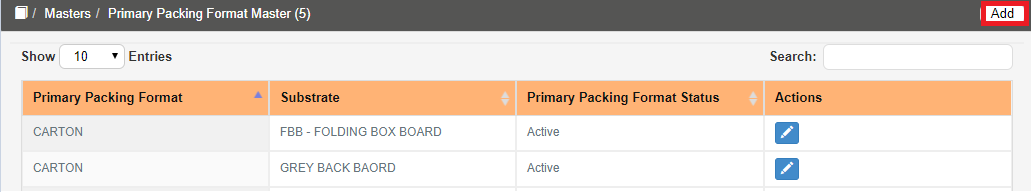 / Masters / Primary Packing Format Master (5) Add
Show 10 Entries Search:
Primary Packing Format Substrate Primary Packing Format Status Actions
CARTON FBB - FOLDING BOX BOARD Active
CARTON GREY BACK BAORD Active